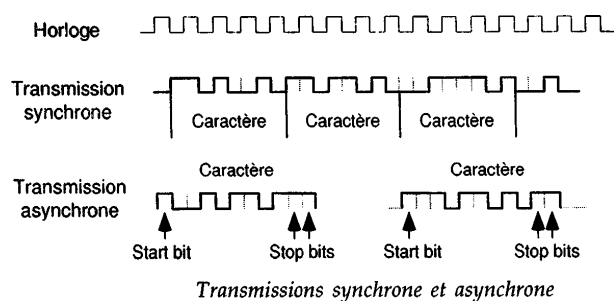 Horloge
Transmission
synchrone
Caractère Caractère Caractère
Caractère Caractère
Transmission
asynchrone
Start bit Stop bits Start bit Stop bits
Transmissions synchrone et asynchrone